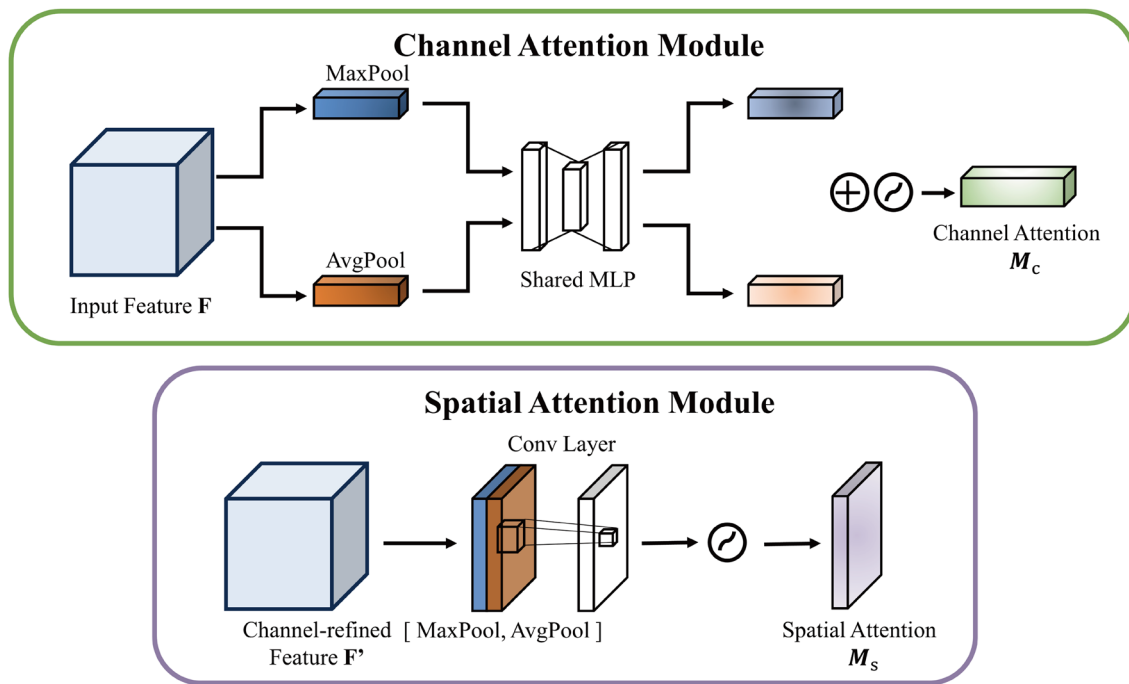 Channel Attention Module
MaxPool
AvgPool
Input Feature F
Shared MLP
Channel Attention
Mc
Spatial Attention Module
Conv Layer
Channel-refined
Feature F’
[ MaxPool, AvgPool ]
Spatial Attention
Ms